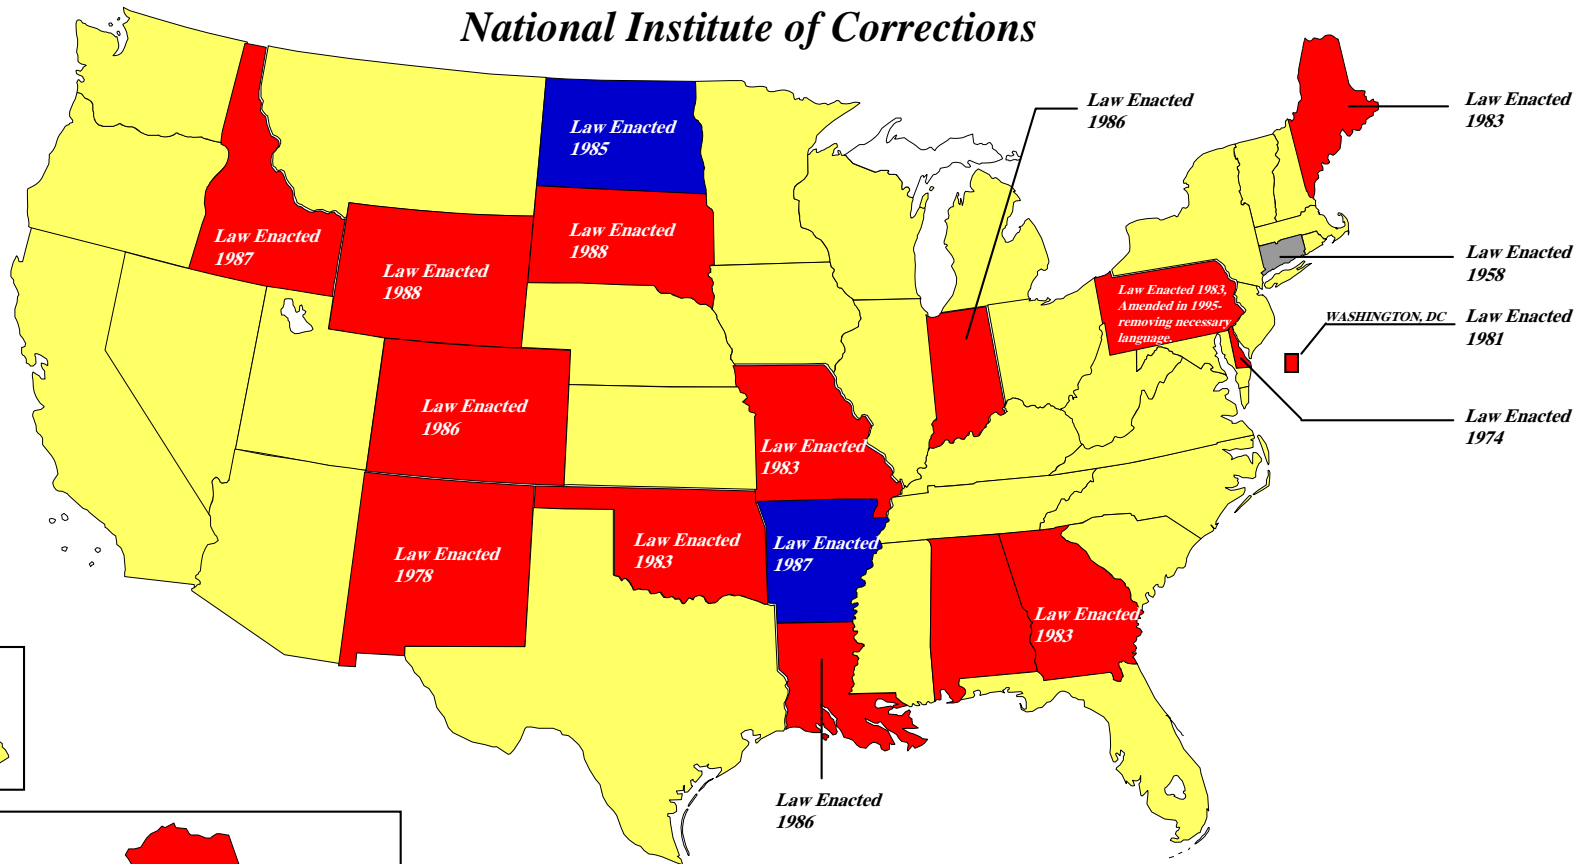 National Institute of Corrections
Law Enacted
1986
Law Enacted
1983
Law Enacted
1985
Law Enacted
1987
Law Enacted
1988
Law Enacted
1988
Law Enacted
1958
Law Enacted 1983,
Amended in 1995-
removing necessary
language.
WASHINGTON, DC
Law Enacted
1981
Law Enacted
1986
Law Enacted
1974
Law Enacted
1983
Law Enacted
1978
Law Enacted
1983
Law Enacted
1987
Law Enacted
1983
Law Enacted
1986